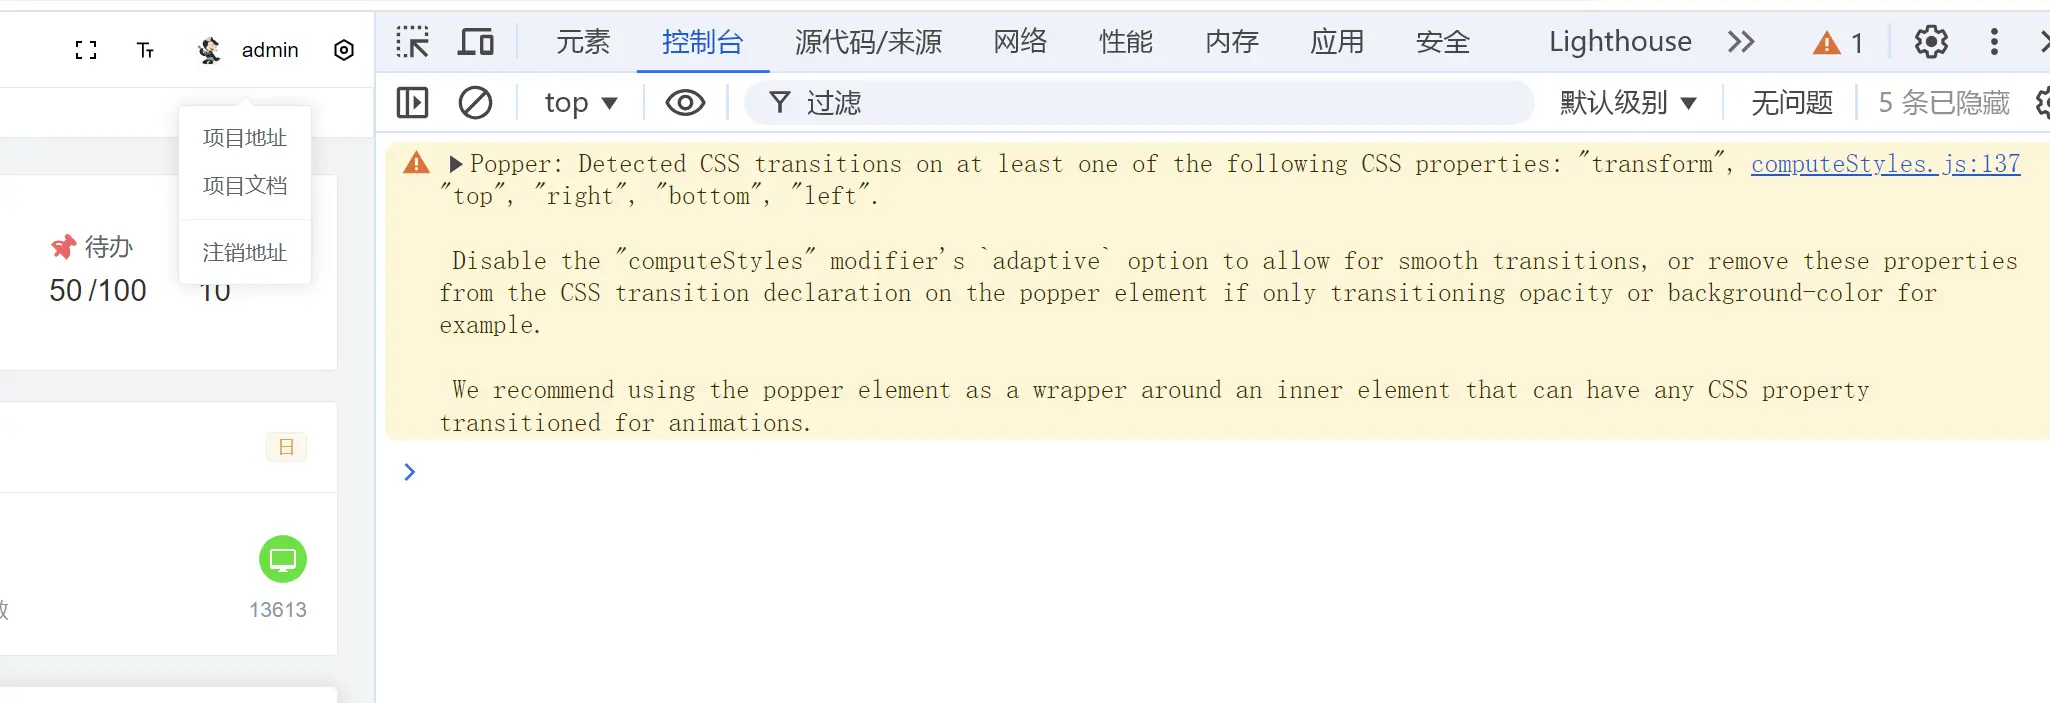 Tт
admin
项目地址
项目文档
注销地址
待办
50 /100
10
日
13613
元素
控制台
源代码/来源
网络
性能
内存
应用
安全
Lighthouse
1
top
过滤
默认级别
无问题
5 条已隐藏
Popper: Detected CSS transitions on at least one of the following CSS properties: "transform", computeStyles.js:137
"top", "right", "bottom", "left".
Disable the "computeStyles" modifier's `adaptive` option to allow for smooth transitions, or remove these properties
from the CSS transition declaration on the popper element if only transitioning opacity or background-color for
example.
We recommend using the popper element as a wrapper around an inner element that can have any CSS property
transitioned for animations.